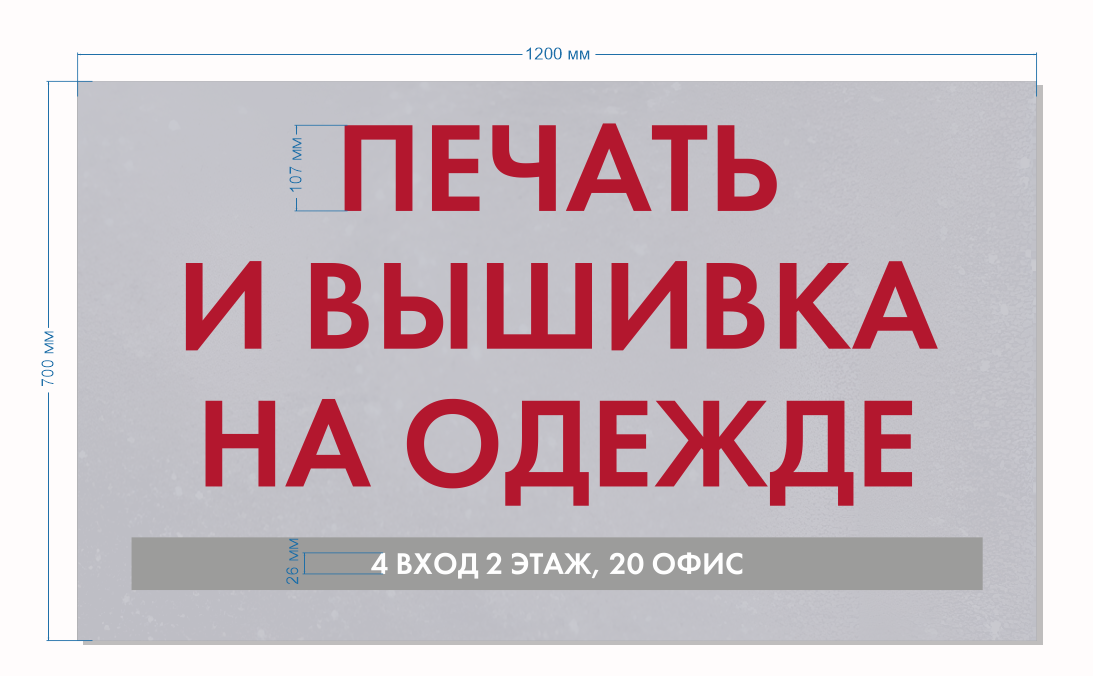 1200 мм
ПЕЧАТЬ
107 мм
И ВЫШИВКА
700 мм
НА ОДЕЖДЕ
26 мм
4 ВХОД 2 ЭТАЖ, 20 ОФИС